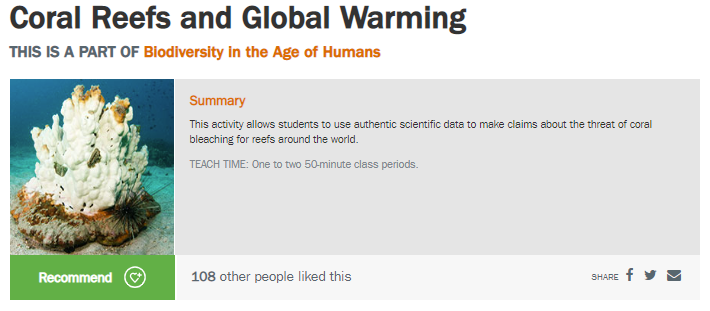 Coral Reefs and Global Warming
THIS IS A PART OF Biodiversity in the Age of Humans
Summary
This activity allows students to use authentic scientific data to make claims about the threat of coral
bleaching for reefs around the world.
TEACH TIME: One to two 50-minute class periods.
Recommend
108 other people liked this
SHARE